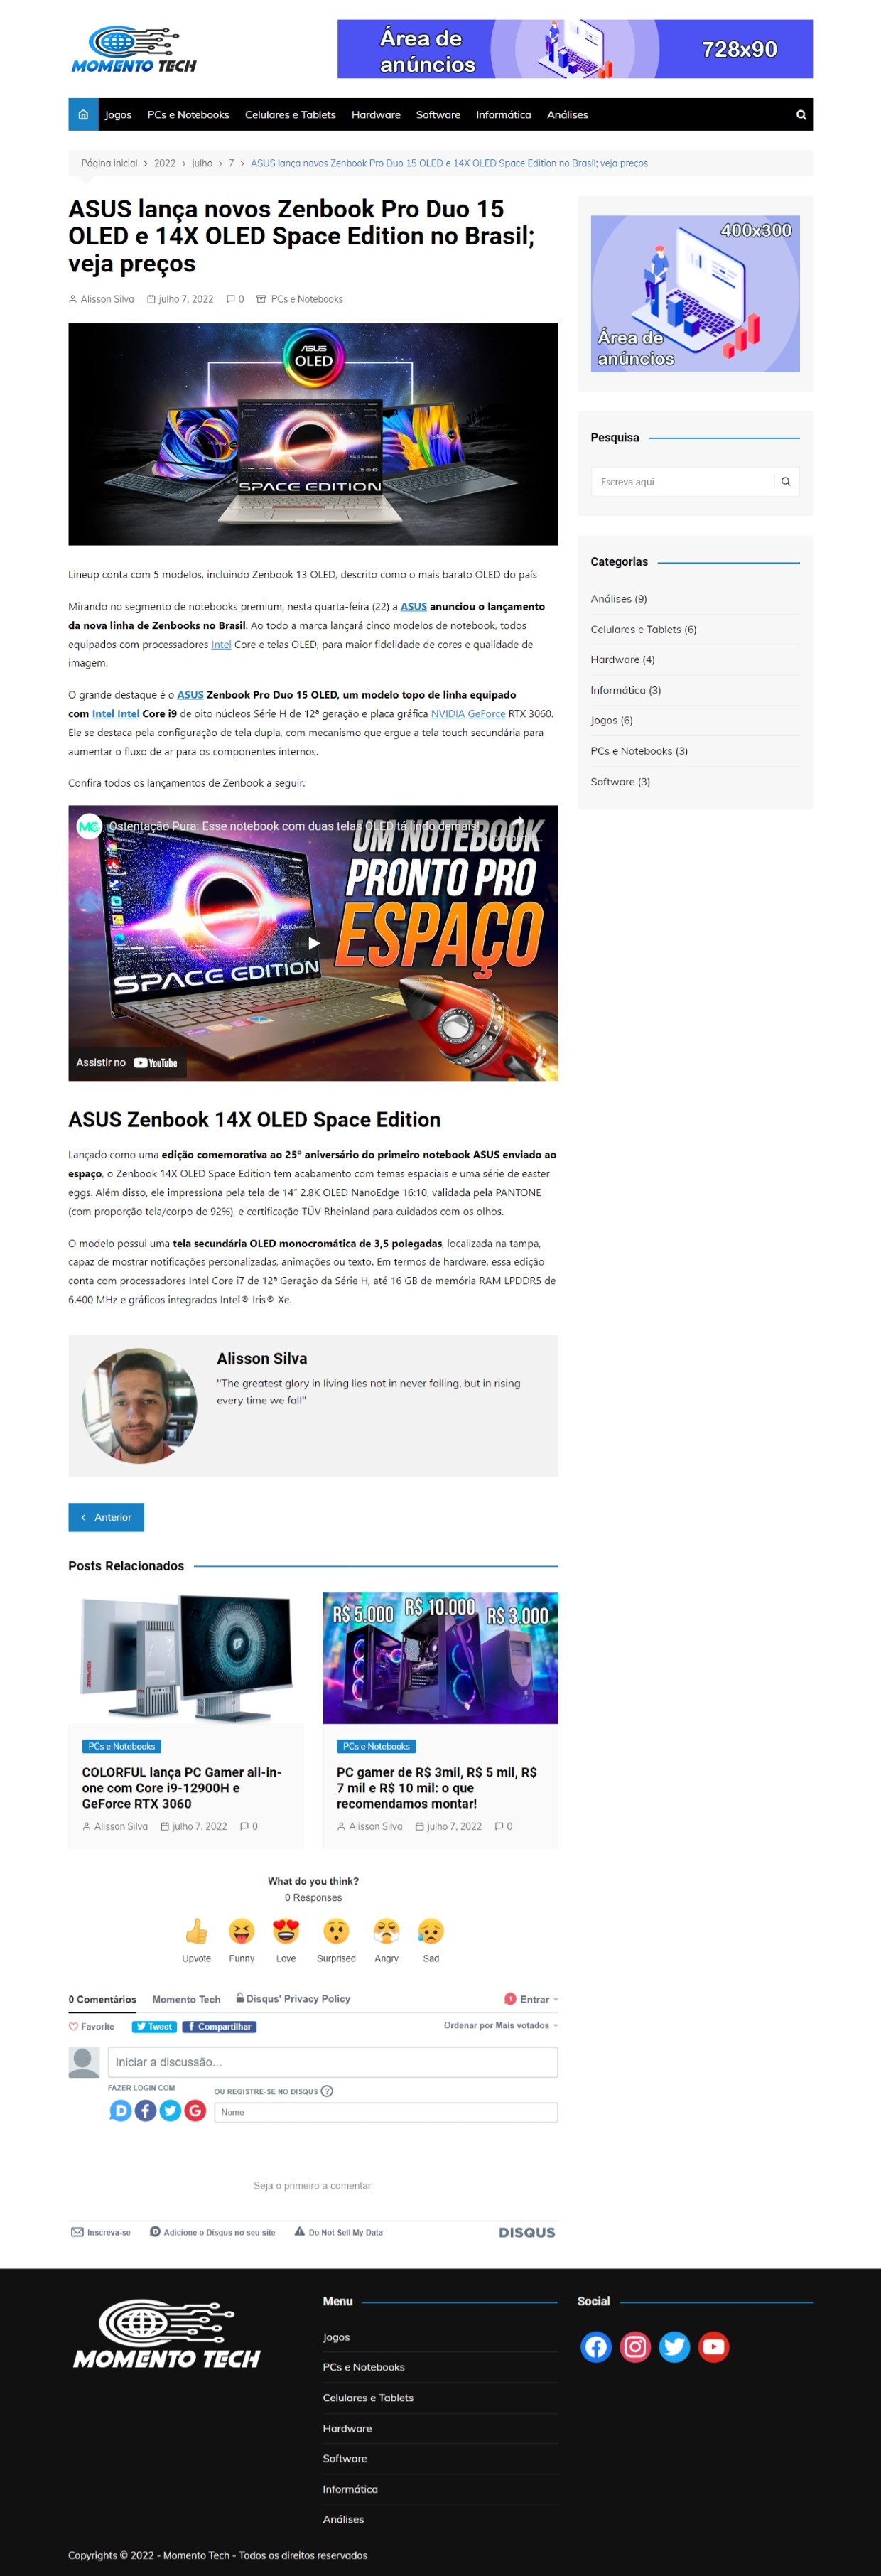 MOMENTO TECH
Área de
anúncios
728x90
Jogos
PCs e Notebooks
Celulares e Tablets
Hardware
Software
Informática
Análises
Página inicial > 2022 > julho > 7 > ASUS lança novos Zenbook Pro Duo 15 OLED e 14X OLED Space Edition no Brasil; veja preços
ASUS lança novos Zenbook Pro Duo 15
OLED e 14X OLED Space Edition no Brasil;
veja preços
Alisson Silva julho 7, 2022 0 PCs e Notebooks
ASUS
OLED
SPACE EDITION
Lineup conta com 5 modelos, incluindo Zenbook 13 OLED, descrito como o mais barato OLED do país
Mirando no segmento de notebooks premium, nesta quarta-feira (22) a ASUS anunciou o lançamento
da nova linha de Zenbooks no Brasil. Ao todo a marca lançará cinco modelos de notebook, todos
equipados com processadores Intel Core e telas OLED, para maior fidelidade de cores e qualidade de
imagem.
O grande destaque é o ASUS Zenbook Pro Duo 15 OLED, um modelo topo de linha equipado
com Intel Intel Core i9 de oito núcleos Série H de 12ª geração e placa gráfica NVIDIA GeForce RTX 3060.
Ele se destaca pela configuração de tela dupla, com mecanismo que ergue a tela touch secundária para
aumentar o fluxo de ar para os componentes internos.
Confira todos os lançamentos de Zenbook a seguir.
MC
Ostentação Pura: Esse notebook com duas telas OLED tá lindo demais!
UM NOTEBOOK
PRONTO PRO
ESPAÇO
SPACE EDITION
Assistir no YouTube
ASUS Zenbook 14X OLED Space Edition
Lançado como uma edição comemorativa ao 25º aniversário do primeiro notebook ASUS enviado ao
espaço, o Zenbook 14X OLED Space Edition tem acabamento com temas espaciais e uma série de easter
eggs. Além disso, ele impressiona pela tela de 14" 2.8K OLED NanoEdge 16:10, validada pela PANTONE
(com proporção tela/corpo de 92%), e certificação TÜV Rheinland para cuidados com os olhos.
O modelo possui uma tela secundária OLED monocromática de 3,5 polegadas, localizada na tampa,
capaz de mostrar notificações personalizadas, animações ou texto. Em termos de hardware, essa edição
conta com processadores Intel Core i7 de 12ª Geração da Série H, até 16 GB de memória RAM LPDDR5 de
6.400 MHz e gráficos integrados Intel® Iris® Xe.
Alisson Silva
"The greatest glory in living lies not in never falling, but in rising
every time we fall"
Anterior
Posts Relacionados
PCs e Notebooks
COLORFUL lança PC Gamer all-in-
one com Core i9-12900H e
GeForce RTX 3060
Alisson Silva julho 7, 2022 0
R$ 5.000 R$ 10.000 R$ 3.000
PCs e Notebooks
PC gamer de R$ 3mil, R$ 5 mil, R$
7 mil e R$ 10 mil: o que
recomendamos montar!
Alisson Silva julho 7, 2022 0
What do you think?
0 Responses
Upvote Funny Love Surprised Angry Sad
0 Comentários Momento Tech Disqus' Privacy Policy 1 Entrar
Favorite Tweet Compartilhar Ordenar por Mais votados
Iniciar a discussão...
FAZER LOGIN COM
OU REGISTRE-SE NO DISQUS ?
Nome
Seja o primeiro a comentar.
Inscreva-se Adicione o Disqus no seu site Do Not Sell My Data DISQUS
400x300
Área de
anúncios
Pesquisa
Escreva aqui
Categorias
Análises (9)
Celulares e Tablets (6)
Hardware (4)
Informática (3)
Jogos (6)
PCs e Notebooks (3)
Software (3)
MOMENTO TECH
Menu
Jogos
PCs e Notebooks
Celulares e Tablets
Hardware
Software
Informática
Análises
Social
Copyrights © 2022 - Momento Tech - Todos os direitos reservados